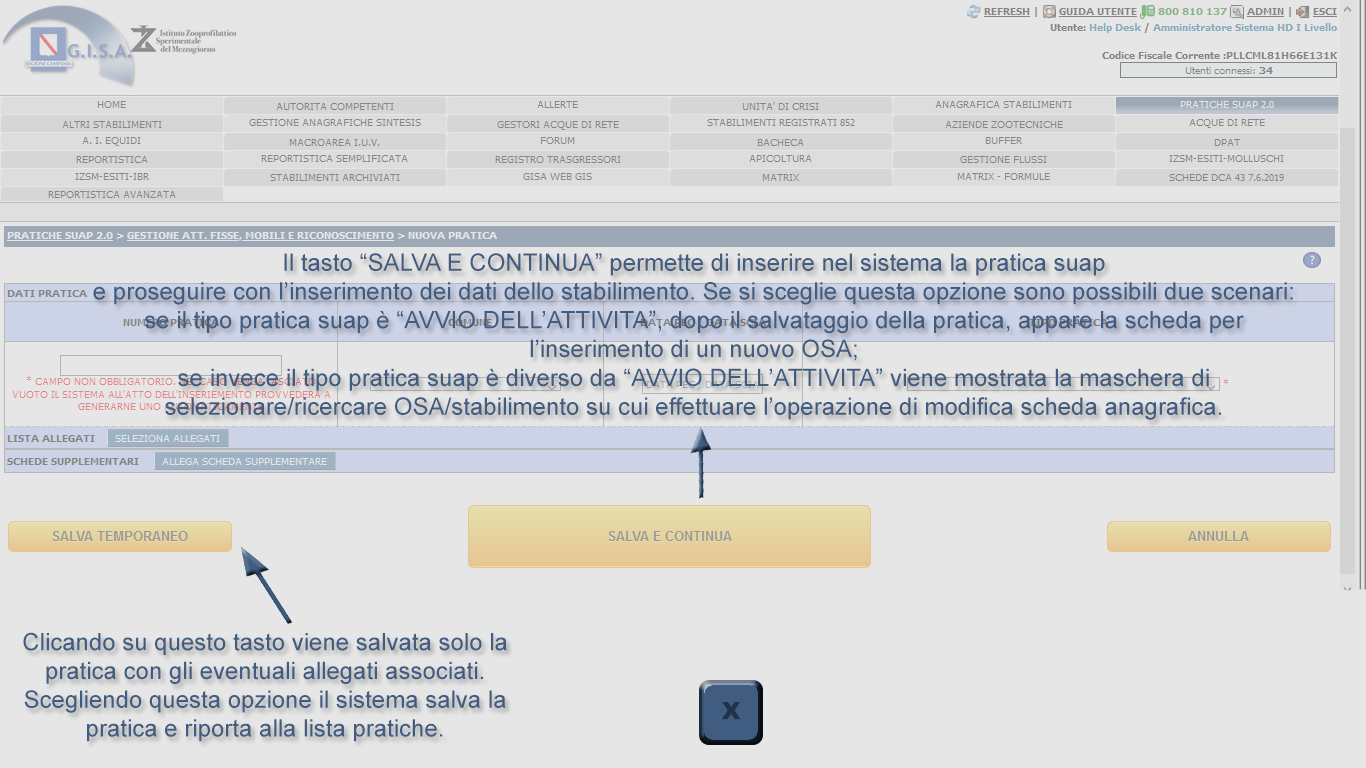 REFRESH | GUIDA UTENTE 800 810 137 ADMIN | ESCI
Utente: Help Desk / Amministratore Sistema HD I Livello
G.I.S.A.
REGIONE CAMPANIA
Istituto Zooprofilattico
Sperimentale
del Mezzogiorno
Codice Fiscale Corrente :PLLCML81H66E131K
Utenti connessi: 34
HOME AUTORITA COMPETENTI ALLERTE UNITA' DI CRISI ANAGRAFICA STABILIMENTI PRATICHE SUAP 2.0
ALTRI STABILIMENTI GESTIONE ANAGRAFICHE SINTESIS GESTORI ACQUE DI RETE STABILIMENTI REGISTRATI 852 AZIENDE ZOOTECNICHE ACQUE DI RETE
A. I. EQUIDI MACROAREA I.U.V. FORUM BACHECA BUFFER DPAT
REPORTISTICA REPORTISTICA SEMPLIFICATA REGISTRO TRASGRESSORI APICOLTURA GESTIONE FLUSSI IZSM-ESITI-MOLLUSCHI
IZSM-ESITI-IBR STABILIMENTI ARCHIVIATI GISA WEB GIS MATRIX MATRIX - FORMULE SCHEDE DCA 43 7.6.2019
REPORTISTICA AVANZATA
PRATICHE SUAP 2.0 > GESTIONE ATT. FISSE, MOBILI E RICONOSCIMENTO > NUOVA PRATICA
?
Il tasto “SALVA E CONTINUA” permette di inserire nel sistema la pratica suap
e proseguire con l’inserimento dei dati dello stabilimento. Se si sceglie questa opzione sono possibili due scenari:
se il tipo pratica suap è “AVVIO DELL’ATTIVITA”, dopo il salvataggio della pratica, appare la scheda per
l’inserimento di un nuovo OSA;
se invece il tipo pratica suap è diverso da “AVVIO DELL’ATTIVITA” viene mostrata la maschera di
selezionare/ricercare OSA/stabilimento su cui effettuare l’operazione di modifica scheda anagrafica.
DATI PRATICA
NUMERO PRATICA COMUNE
* CAMPO NON OBBLIGATORIO.
VUOTO IL SISTEMA ALL'ATTO DELL'INSERIEMENTO PROVVEDERÀ A
GENERARNE UNO
*
LISTA ALLEGATI SELEZIONA ALLEGATI
SCHEDE SUPPLEMENTARI ALLEGA SCHEDA SUPPLEMENTARE
SALVA TEMPORANEO SALVA E CONTINUA ANNULLA
Clicando su questo tasto viene salvata solo la
pratica con gli eventuali allegati associati.
Scegliendo questa opzione il sistema salva la
pratica e riporta alla lista pratiche.
X